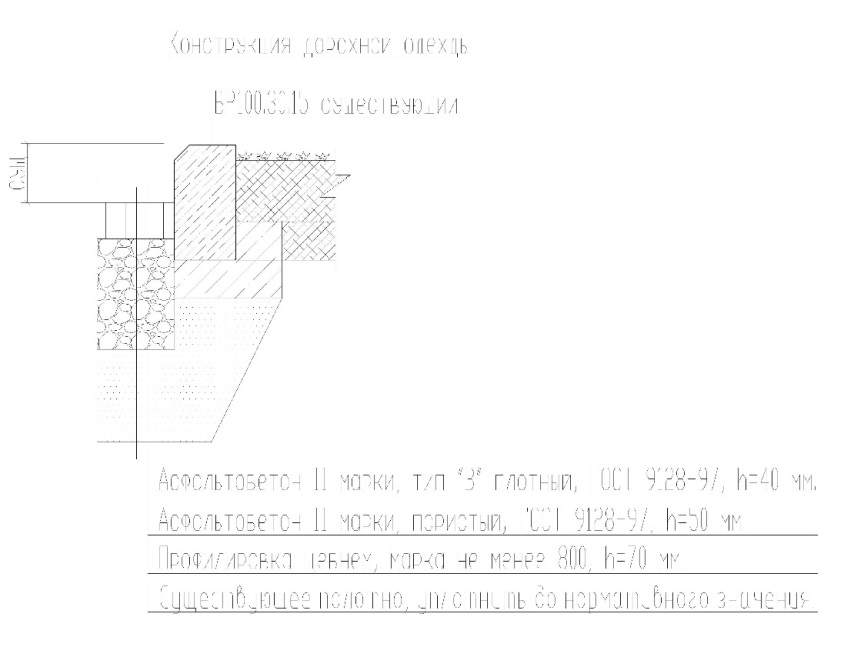 Конструкция дорожной одежды
БР100.30.15 существующий
сущ
Асфальтобетон II марки, тип "В" плотный, ГОСТ 9128-97, h=40 мм.
Асфальтобетон II марки, пористый, ГОСТ 9128-97, h=50 мм
Профилировка щебнем, марка не менее 800, h=70 мм
Существующее полотно, уплотнить до нормативного значения